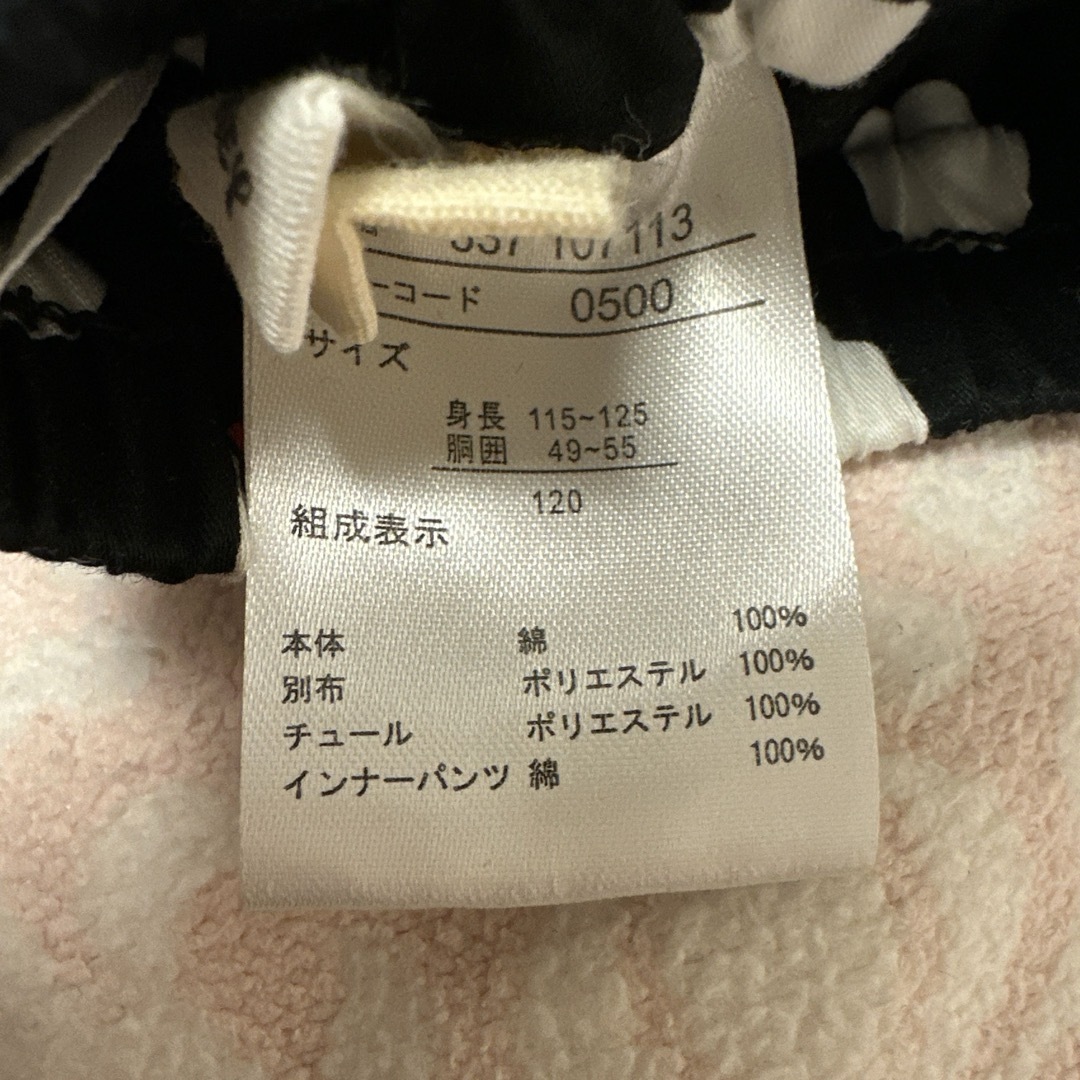 107113
ーコード 0500
サイズ
身長 115~125
胴囲 49~55
120
組成表示
本体 綿 100%
別布 ポリエステル 100%
チュール ポリエステル 100%
インナーパンツ 綿 100%